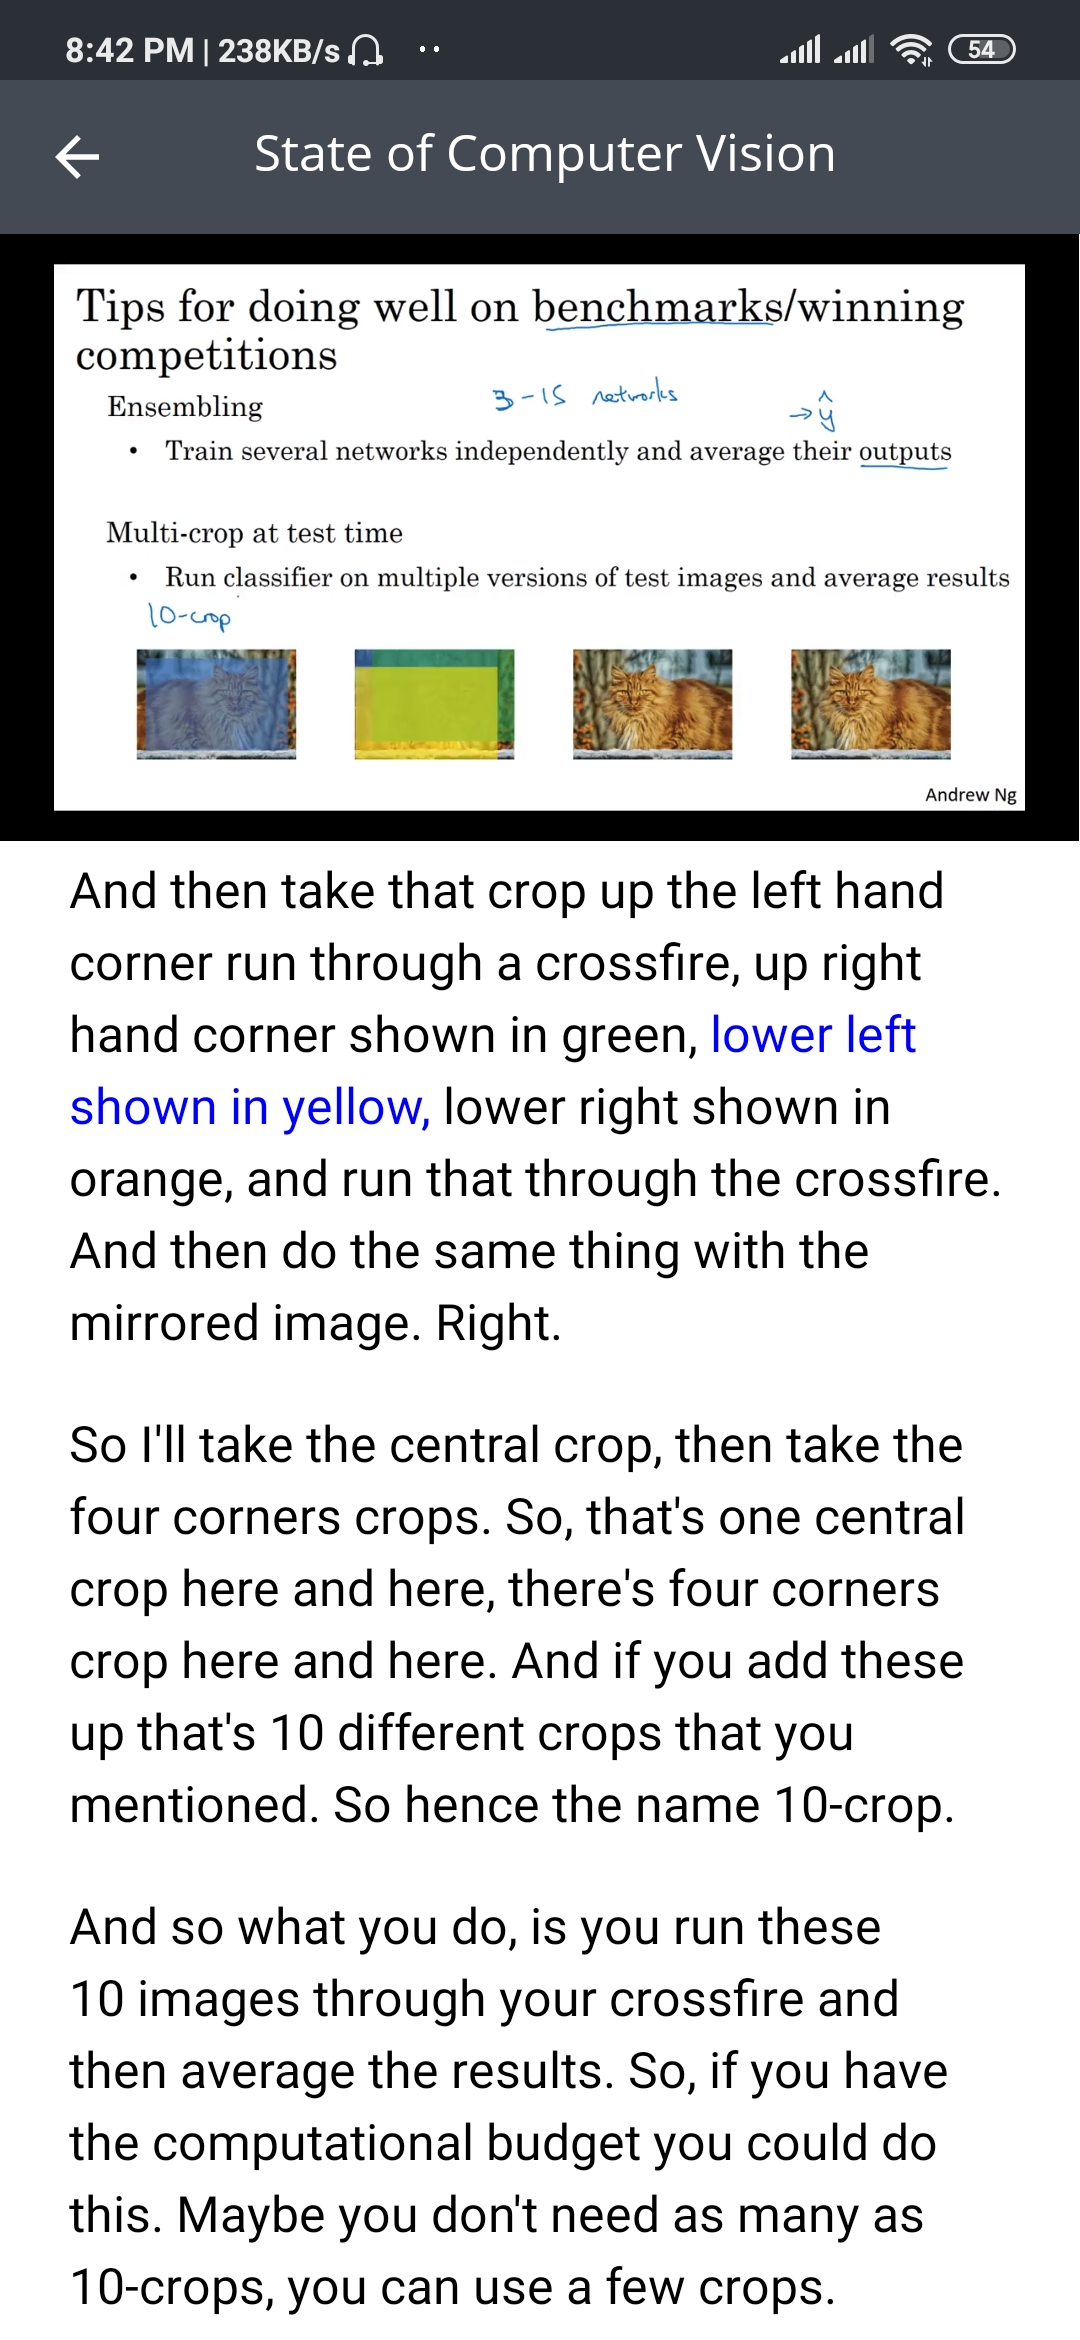 8:42 PM | 238KB/s
54
State of Computer Vision
Tips for doing well on benchmarks/winning
competitions
3-15 networks
Ensembling
→ŷ
• Train several networks independently and average their outputs
Multi-crop at test time
• Run classifier on multiple versions of test images and average results
10-crop
Andrew Ng
And then take that crop up the left hand
corner run through a crossfire, up right
hand corner shown in green, lower left
shown in yellow, lower right shown in
orange, and run that through the crossfire.
And then do the same thing with the
mirrored image. Right.
So I'll take the central crop, then take the
four corners crops. So, that's one central
crop here and here, there's four corners
crop here and here. And if you add these
up that's 10 different crops that you
mentioned. So hence the name 10-crop.
And so what you do, is you run these
10 images through your crossfire and
then average the results. So, if you have
the computational budget you could do
this. Maybe you don't need as many as
10-crops, you can use a few crops.